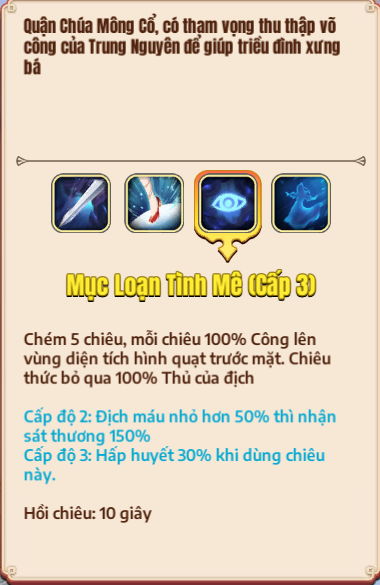 Quận Chúa Mông Cổ, có tham vọng thu thập võ
công của Trung Nguyên để giúp triều đình xưng
bá
Mục Loạn Tình Mê (Cấp 3)
Chém 5 chiêu, mỗi chiêu 100% Công lên
vùng diện tích hình quạt trước mặt. Chiêu
thức bỏ qua 100% Thủ của địch
Cấp độ 2: Địch máu nhỏ hơn 50% thì nhận
sát thương 150%
Cấp độ 3: Hấp huyết 30% khi dùng chiêu
này.
Hồi chiêu: 10 giây